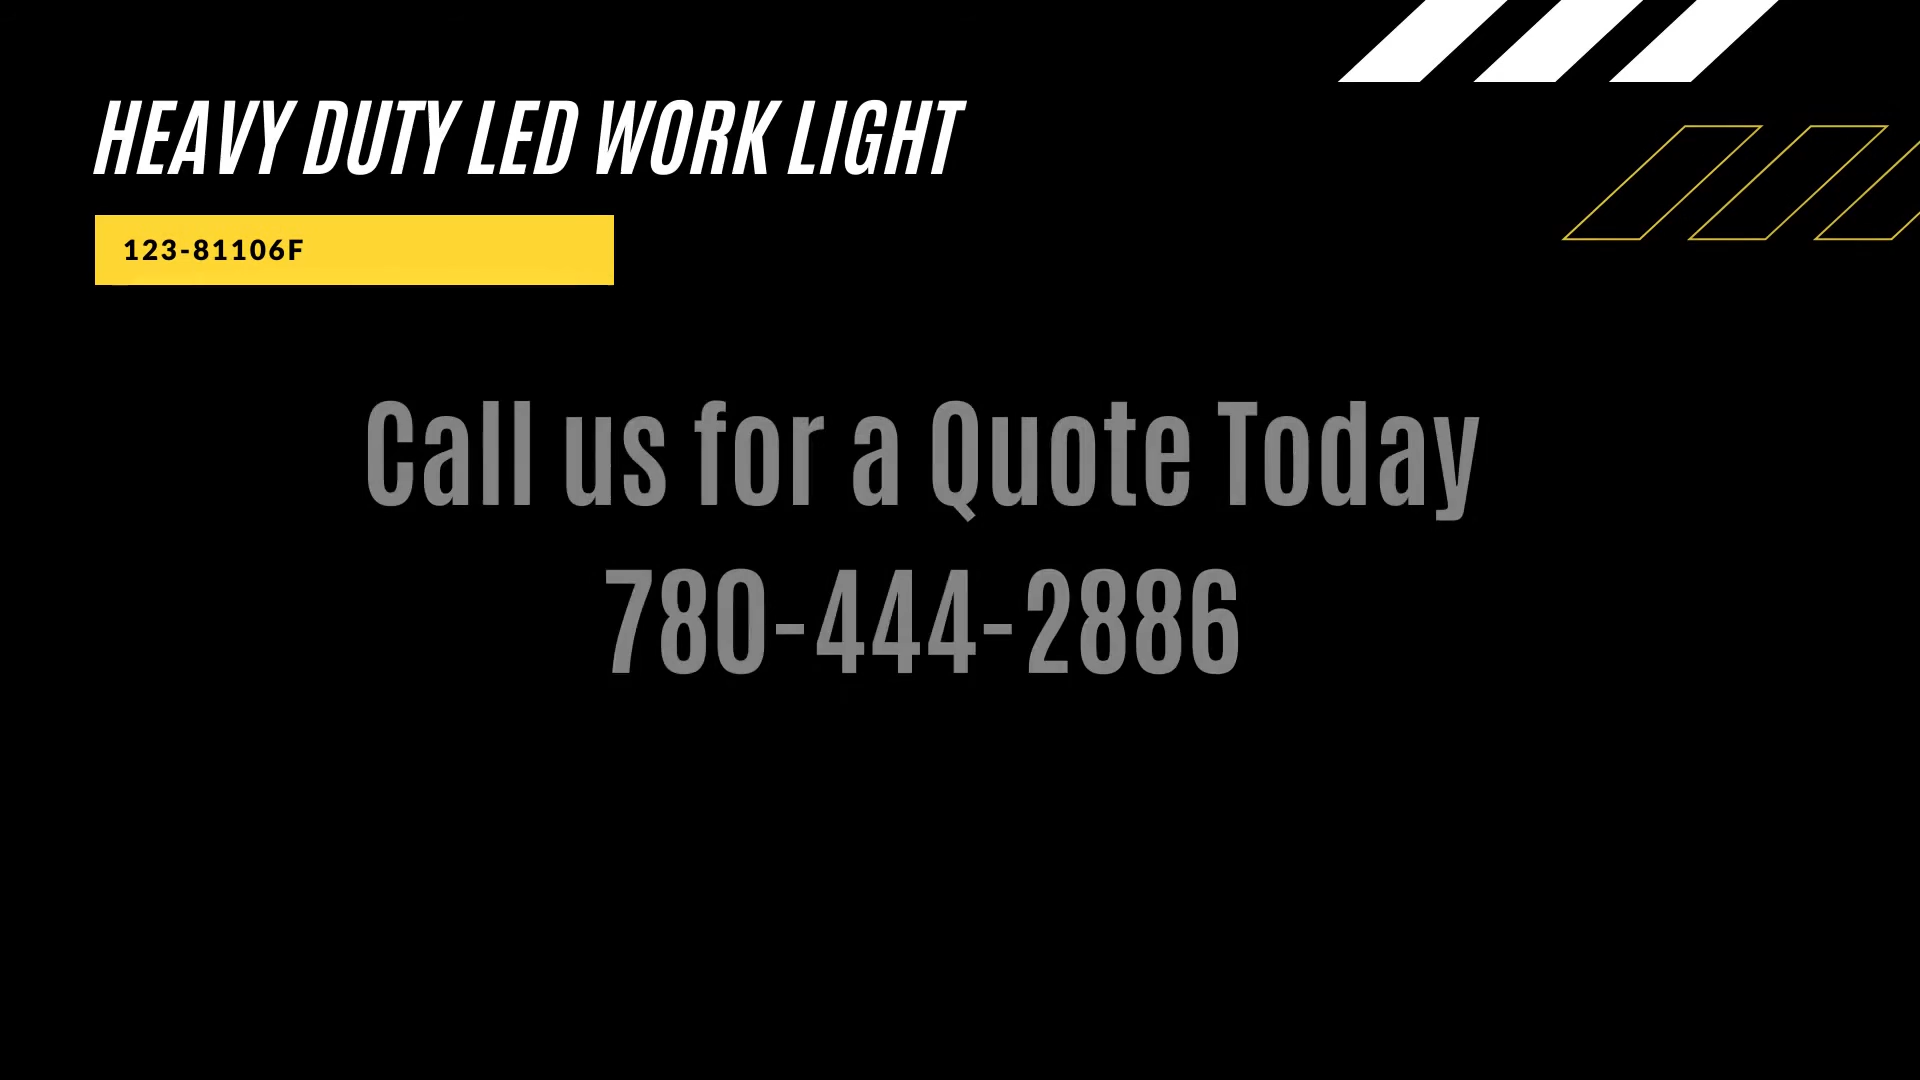 HEAVY DUTY LED WORK LIGHT
123-81106F
Call us for a Quote Today
780-444-2886